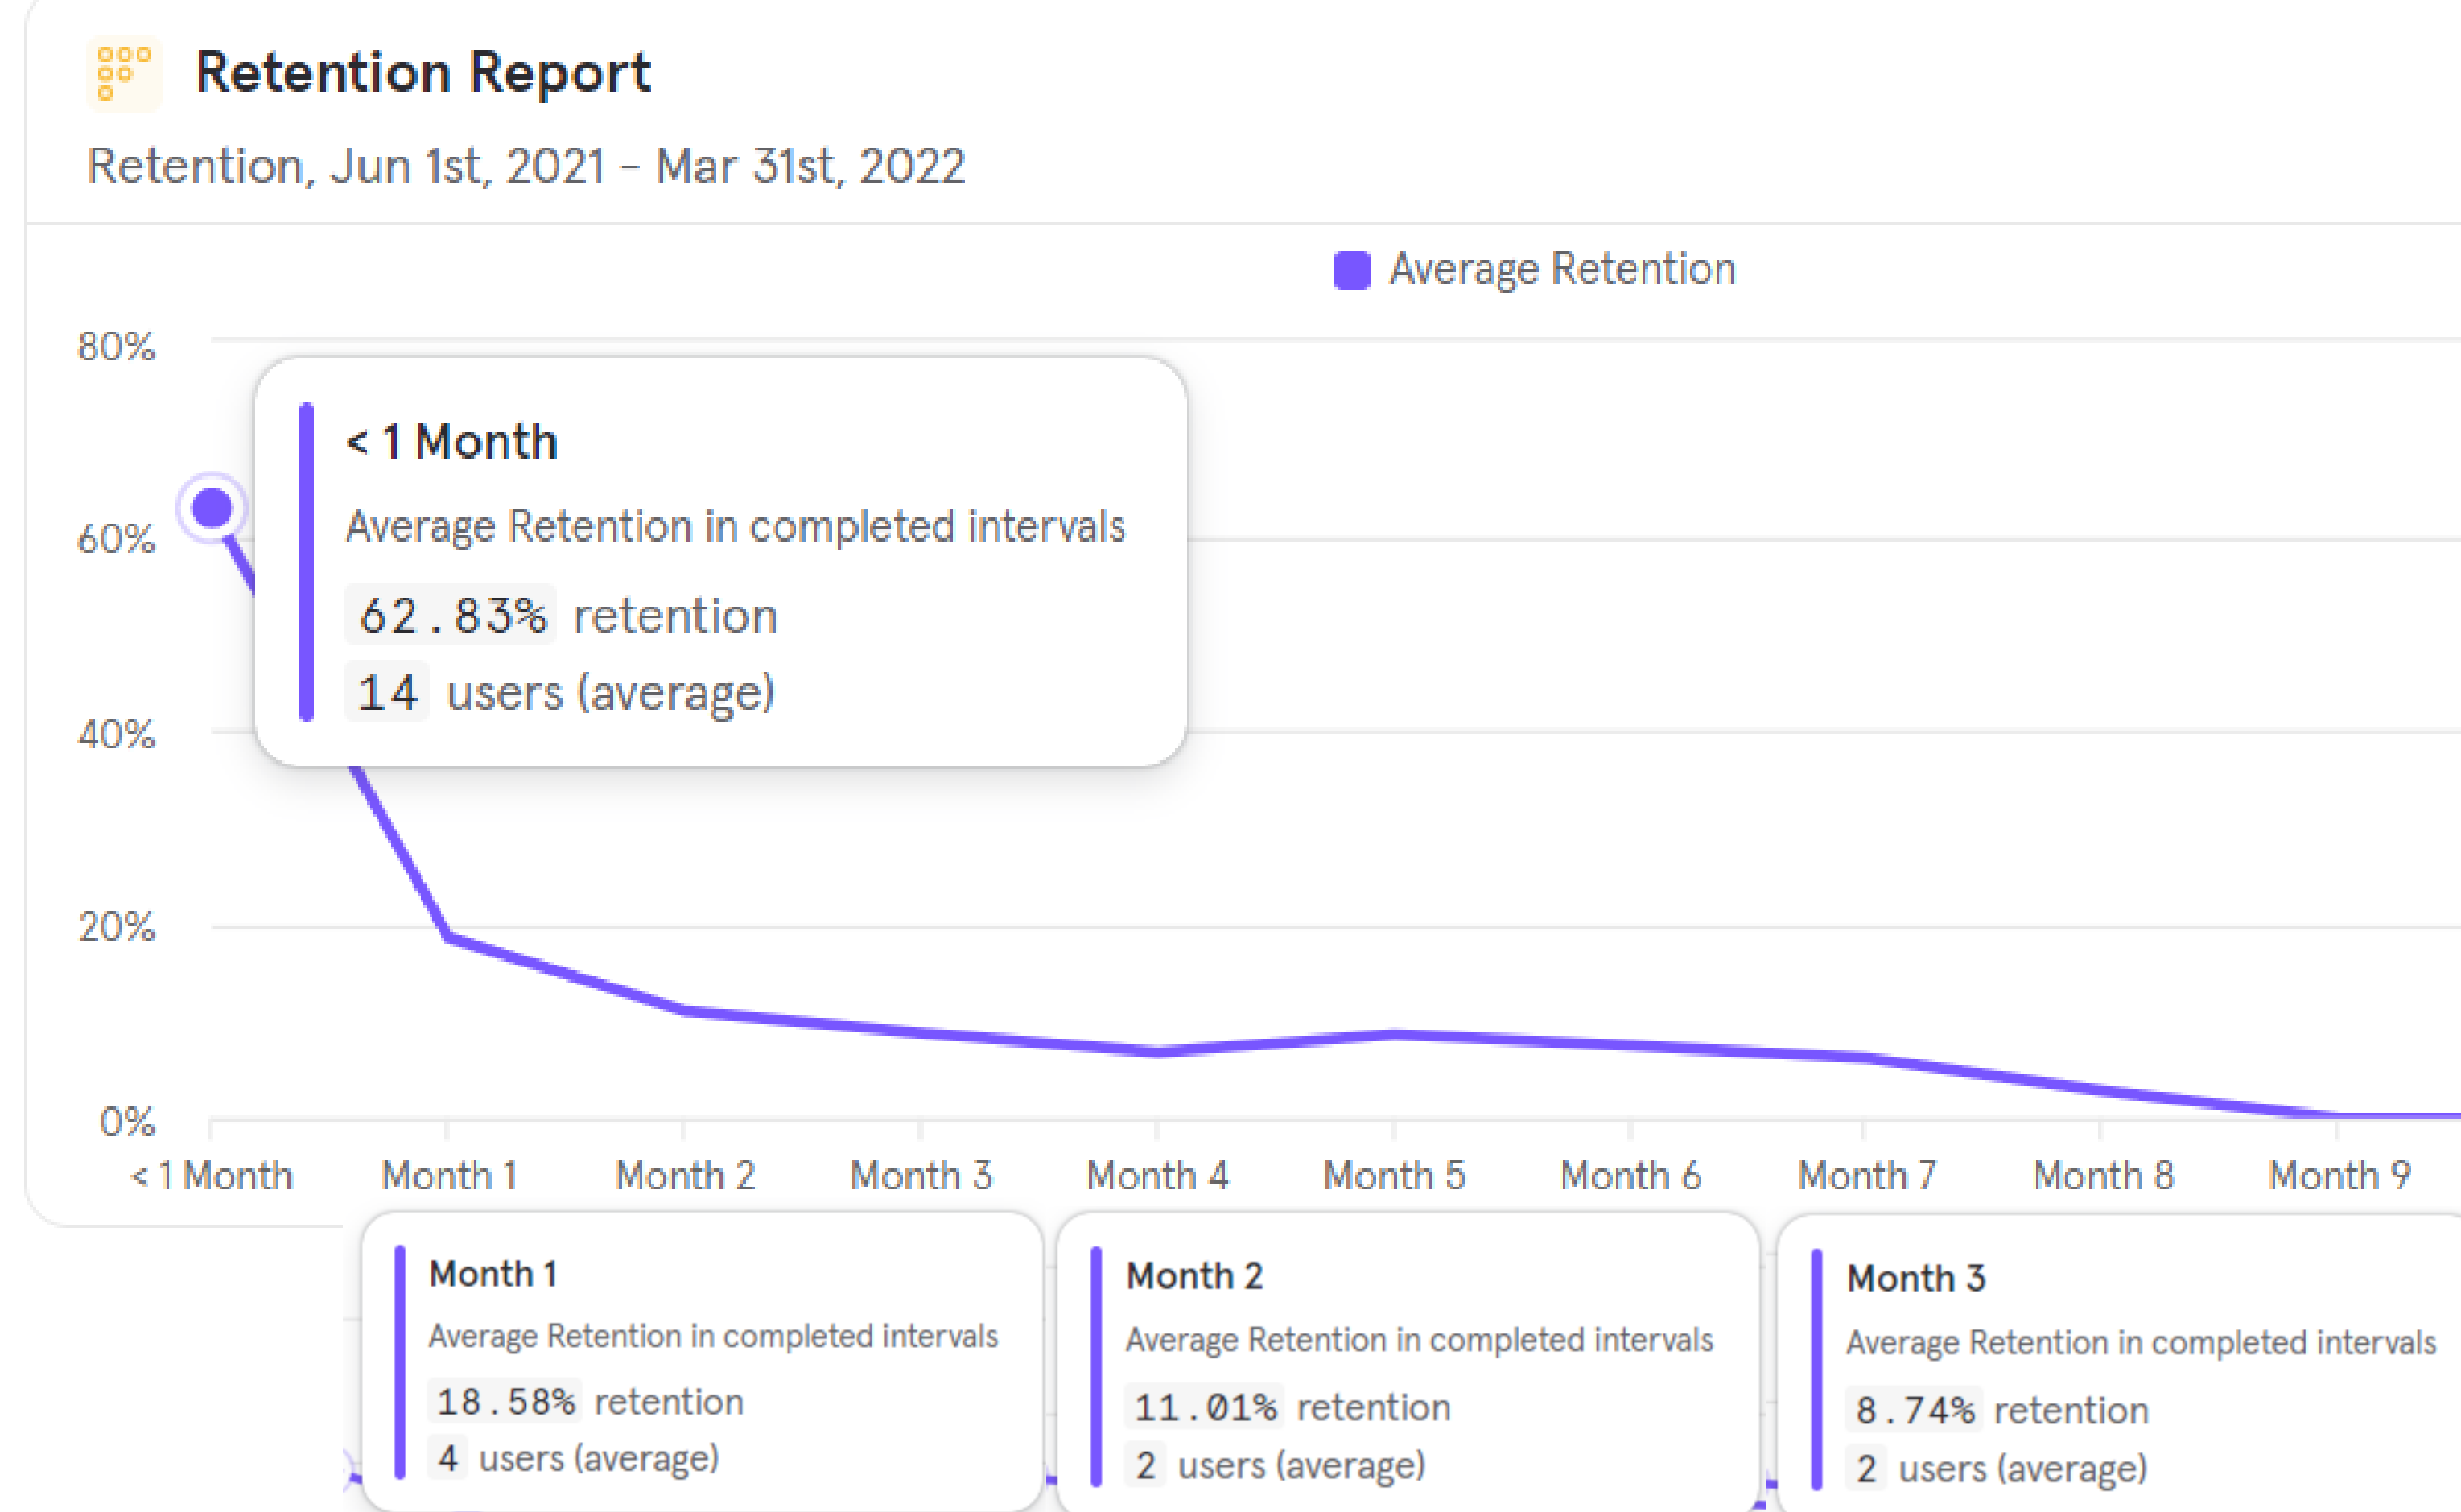 Retention Report
Retention, Jun 1st, 2021 – Mar 31st, 2022
Average Retention
80%
< 1 Month
Average Retention in completed intervals
62.83% retention
14 users (average)
60%
40%
20%
0%
< 1 Month Month 1 Month 2 Month 3 Month 4 Month 5 Month 6 Month 7 Month 8 Month 9
Month 1
Average Retention in completed intervals
18.58% retention
4 users (average)
Month 2
Average Retention in completed intervals
11.01% retention
2 users (average)
Month 3
Average Retention in completed intervals
8.74% retention
2 users (average)